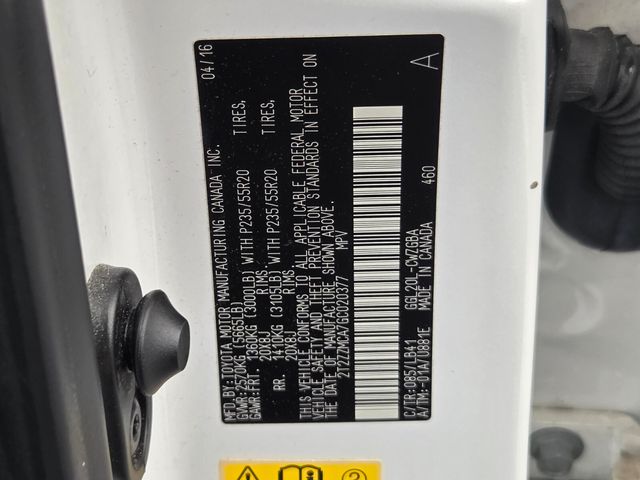 MFD.BY:TOYOTA MOTOR MANUFACTURING CANADA INC. 04/16
GVWR:2570KG (5665LB)
GAWR:FRT. 1360KG (3000LB) WITH P235/55R20 TIRES,
20X8J RIMS,
RR. 1410KG (3105LB) WITH P235/55R20 TIRES,
20X8J RIMS.
THIS VEHICLE CONFORMS TO ALL APPLICABLE FEDERAL MOTOR
VEHICLE SAFETY AND THEFT PREVENTION STANDARDS IN EFFECT ON
THE DATE OF MANUFACTURE SHOWN ABOVE.
2T2ZZMCA7GC020377 MPV
A
C/TR:085/LB41 GGL20L-CWZGBA
A/TM:-01A/U881E MADE IN CANADA 460